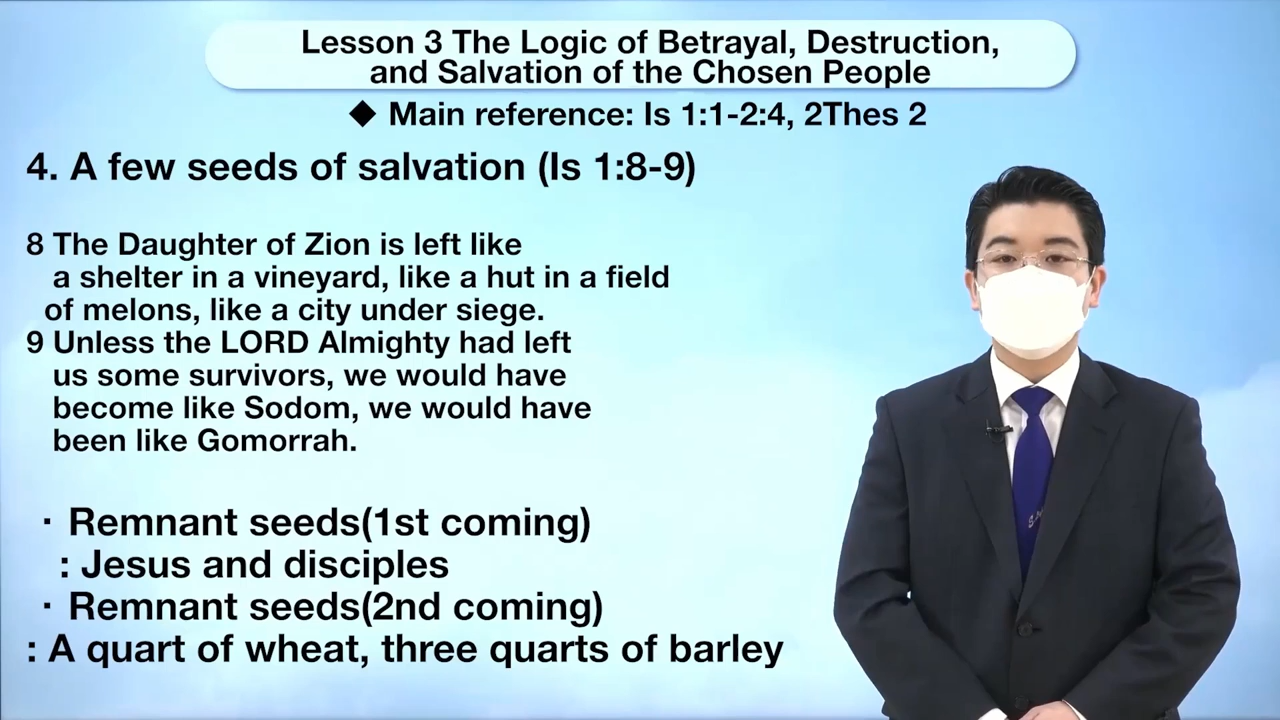 Lesson 3 The Logic of Betrayal, Destruction,
and Salvation of the Chosen People
◆ Main reference: Is 1:1-2:4, 2Thes 2
4. A few seeds of salvation (Is 1:8-9)
8 The Daughter of Zion is left like
a shelter in a vineyard, like a hut in a field
of melons, like a city under siege.
9 Unless the LORD Almighty had left
us some survivors, we would have
become like Sodom, we would have
been like Gomorrah.
· Remnant seeds(1st coming)
: Jesus and disciples
· Remnant seeds(2nd coming)
: A quart of wheat, three quarts of barley